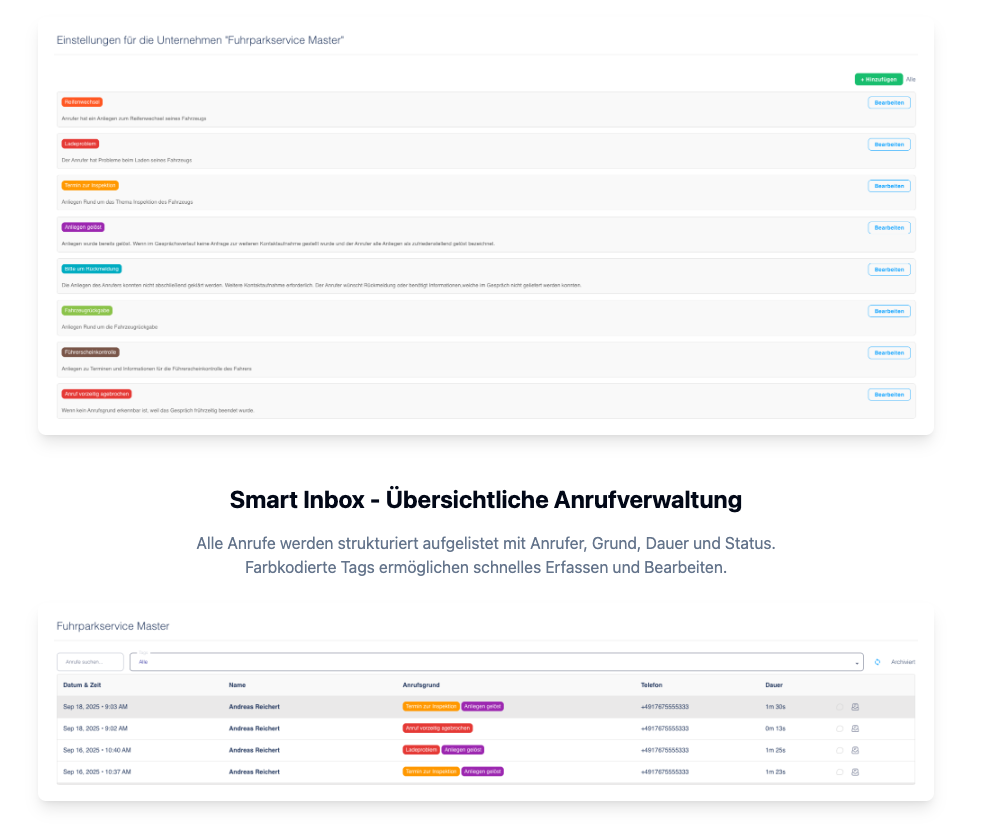 Einstellungen für die Unternehmen "Fuhrparkservice Master"
+ Hinzufügen Alle
Reifenwechsel Bearbeiten
Anrufer hat ein Anliegen zum Reifenwechsel seines Fahrzeugs
Ladeproblem Bearbeiten
Der Anrufer hat Probleme beim Laden seines Fahrzeugs
Termin zur Inspektion Bearbeiten
Anliegen Rund um das Thema Inspektion des Fahrzeugs
Anliegen gelöst Bearbeiten
Anliegen wurde bereits gelöst. Wenn im Gesprächsverlauf keine Anfrage zur weiteren Kontaktaufnahme gestellt wurde und der Anrufer alle Anliegen als zufriedenstellend gelöst bezeichnet.
Bitte um Rückmeldung Bearbeiten
Die Anliegen des Anrufers konnten nicht abschließend geklärt werden. Weitere Kontaktaufnahme erforderlich. Der Anrufer wünscht Rückmeldung oder benötigt Informationen,welche im Gespräch nicht geliefert werden konnten.
Fahrzeugrückgabe Bearbeiten
Anliegen Rund um die Fahrzeugrückgabe
Führerscheinkontrolle Bearbeiten
Anliegen zu Terminen und Informationen für die Führerscheinkontrolle des Fahrers
Anruf vorzeitig agebrochen Bearbeiten
Wenn kein Anrufsgrund erkennbar ist, weil das Gespräch frühzeitig beendet wurde
Smart Inbox - Übersichtliche Anrufverwaltung
Alle Anrufe werden strukturiert aufgelistet mit Anrufer, Grund, Dauer und Status.
Farbkodierte Tags ermöglichen schnelles Erfassen und Bearbeiten.
Fuhrparkservice Master
Anrufe suchen... Alle Archiviert
Datum & Zeit Name Anrufsgrund Telefon Dauer
Sep 18, 2025 • 9:03 AM Andreas Reichert Termin zur Inspektion Anliegen gelöst +4917675555333 1m 30s
Sep 18, 2025 • 9:02 AM Andreas Reichert Anruf vorzeitig agebrochen +4917675555333 0m 13s
Sep 16, 2025 • 10:40 AM Andreas Reichert Ladeproblem Anliegen gelöst +4917675555333 1m 25s
Sep 16, 2025 • 10:37 AM Andreas Reichert Termin zur Inspektion Anliegen gelöst +4917675555333 1m 23s